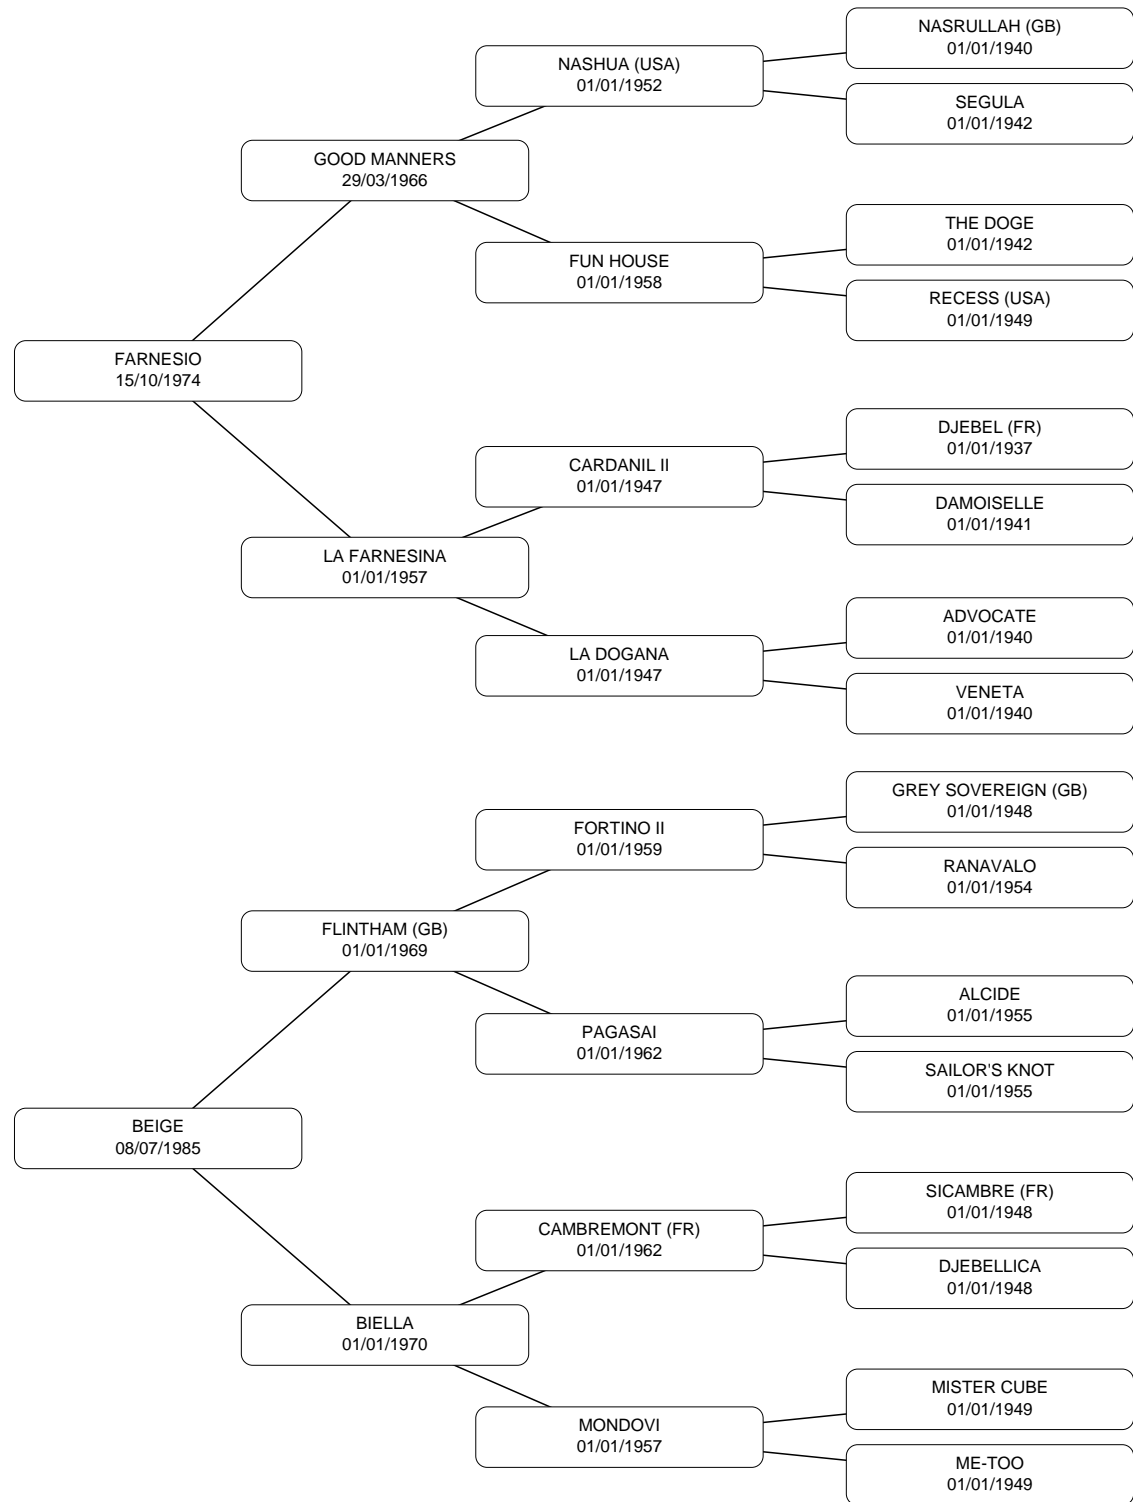 NASRULLAH (GB)
01/01/1940
NASHUA (USA)
01/01/1952
SEGULA
01/01/1942
GOOD MANNERS
29/03/1966
THE DOGE
01/01/1942
FUN HOUSE
01/01/1958
RECESS (USA)
01/01/1949
FARNESIO
15/10/1974
DJEBEL (FR)
01/01/1937
CARDANIL II
01/01/1947
DAMOISELLE
01/01/1941
LA FARNESINA
01/01/1957
ADVOCATE
01/01/1940
LA DOGANA
01/01/1947
VENETA
01/01/1940
GREY SOVEREIGN (GB)
01/01/1948
FORTINO II
01/01/1959
RANAVALO
01/01/1954
FLINTHAM (GB)
01/01/1969
ALCIDE
01/01/1955
PAGASAI
01/01/1962
SAILOR'S KNOT
01/01/1955
BEIGE
08/07/1985
SICAMBRE (FR)
01/01/1948
CAMBREMONT (FR)
01/01/1962
DJEBELLICA
01/01/1948
BIELLA
01/01/1970
MISTER CUBE
01/01/1949
MONDOVI
01/01/1957
ME-TOO
01/01/1949